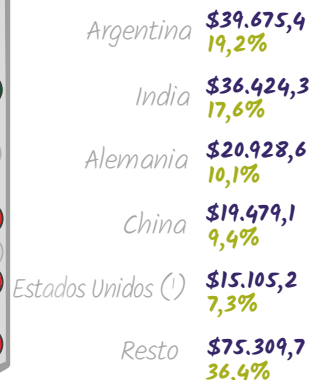 Argentina $39.675,4
19,2%
India $36.424,3
17,6%
Alemania $20.928,6
10,1%
China $19.479,1
9,4%
Estados Unidos (1) $15.105,2
7,3%
Resto $75.309,7
36,4%